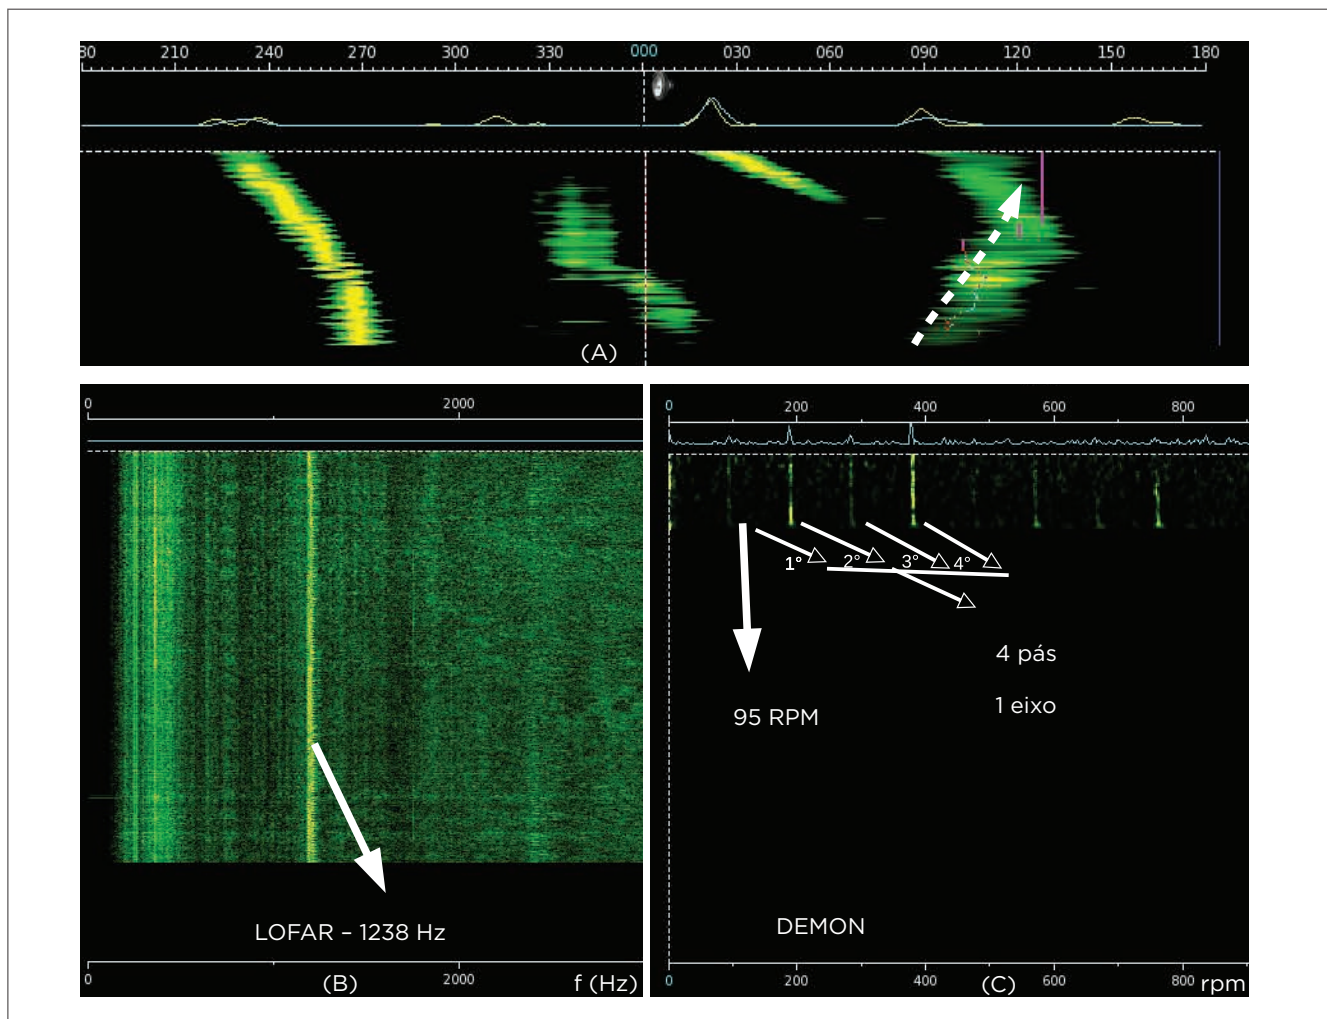 80 210 240 270 300 330 000 030 060 090 120 150 180
(A)
0 2000
LOFAR – 1238 Hz
0 (B) 2000 f (Hz)
0 200 400 600 800
1° 2° 3° 4°
4 pás
95 RPM
1 eixo
DEMON
0 200 400 (C) 600 800 rpm